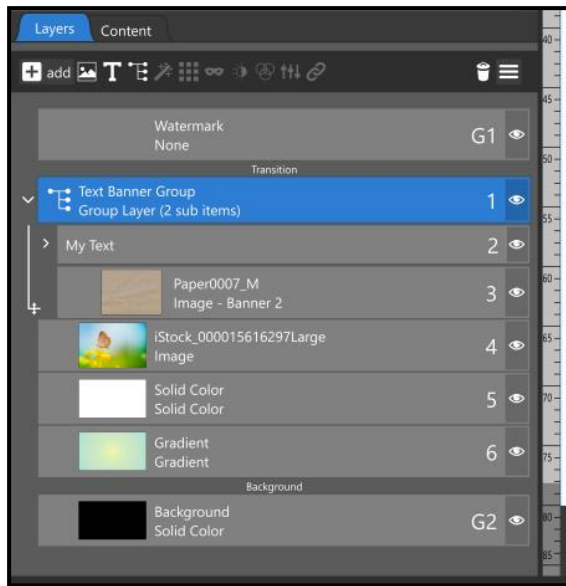 Layers Content
add T
40
45
Watermark
None
G1
50
Transition
Text Banner Group
Group Layer (2 sub items)
1
55
My Text
2
60
Paper0007_M
Image - Banner 2
3
iStock_000015616297Large
Image
4
65
Solid Color
Solid Color
5
70
Gradient
Gradient
6
75
Background
Background
Solid Color
G2
80
85